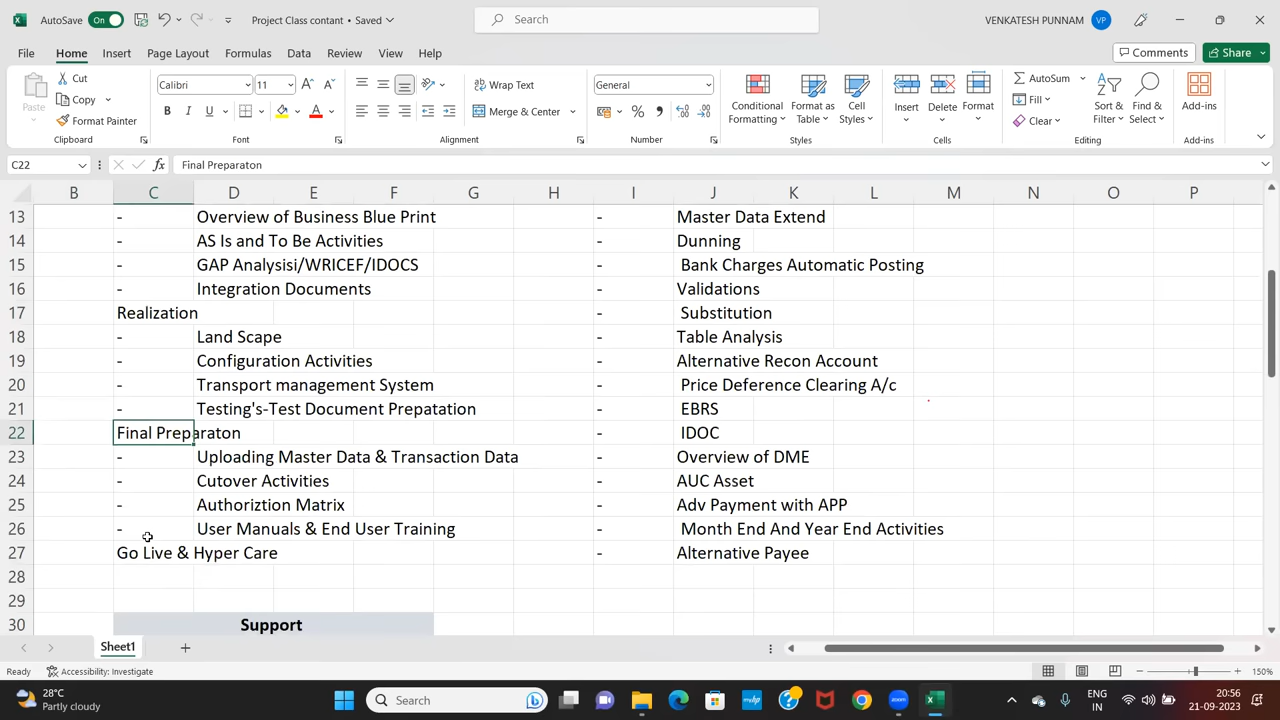 AutoSave On Project Class contant • Saved Search VENKATESH PUNNAM VP
File Home Insert Page Layout Formulas Data Review View Help Comments Share
Paste Cut Copy Format Painter Clipboard
Calibri 11 B I U A Font
Wrap Text Merge & Center Alignment
General % Number
Conditional Formatting Format as Table Cell Styles Styles
Insert Delete Format Cells
AutoSum Fill Clear Sort & Filter Find & Select Editing
Add-ins Add-ins
C22 fx Final Preparaton
B C D E F G H I J K L M N O P
13 - Overview of Business Blue Print - Master Data Extend
14 - AS Is and To Be Activities - Dunning
15 - GAP Analysisi/WRICEF/IDOCS - Bank Charges Automatic Posting
16 - Integration Documents - Validations
17 Realization - Substitution
18 - Land Scape - Table Analysis
19 - Configuration Activities - Alternative Recon Account
20 - Transport management System - Price Deference Clearing A/c
21 - Testing's-Test Document Prepatation - EBRS
22 Final Preparaton - IDOC
23 - Uploading Master Data & Transaction Data - Overview of DME
24 - Cutover Activities - AUC Asset
25 - Authoriztion Matrix - Adv Payment with APP
26 - User Manuals & End User Training - Month End And Year End Activities
27 Go Live & Hyper Care - Alternative Payee
28
29
30 Support
Sheet1
Ready Accessibility: Investigate 150%
28°C Partly cloudy Search ENG IN 20:56 21-09-2023